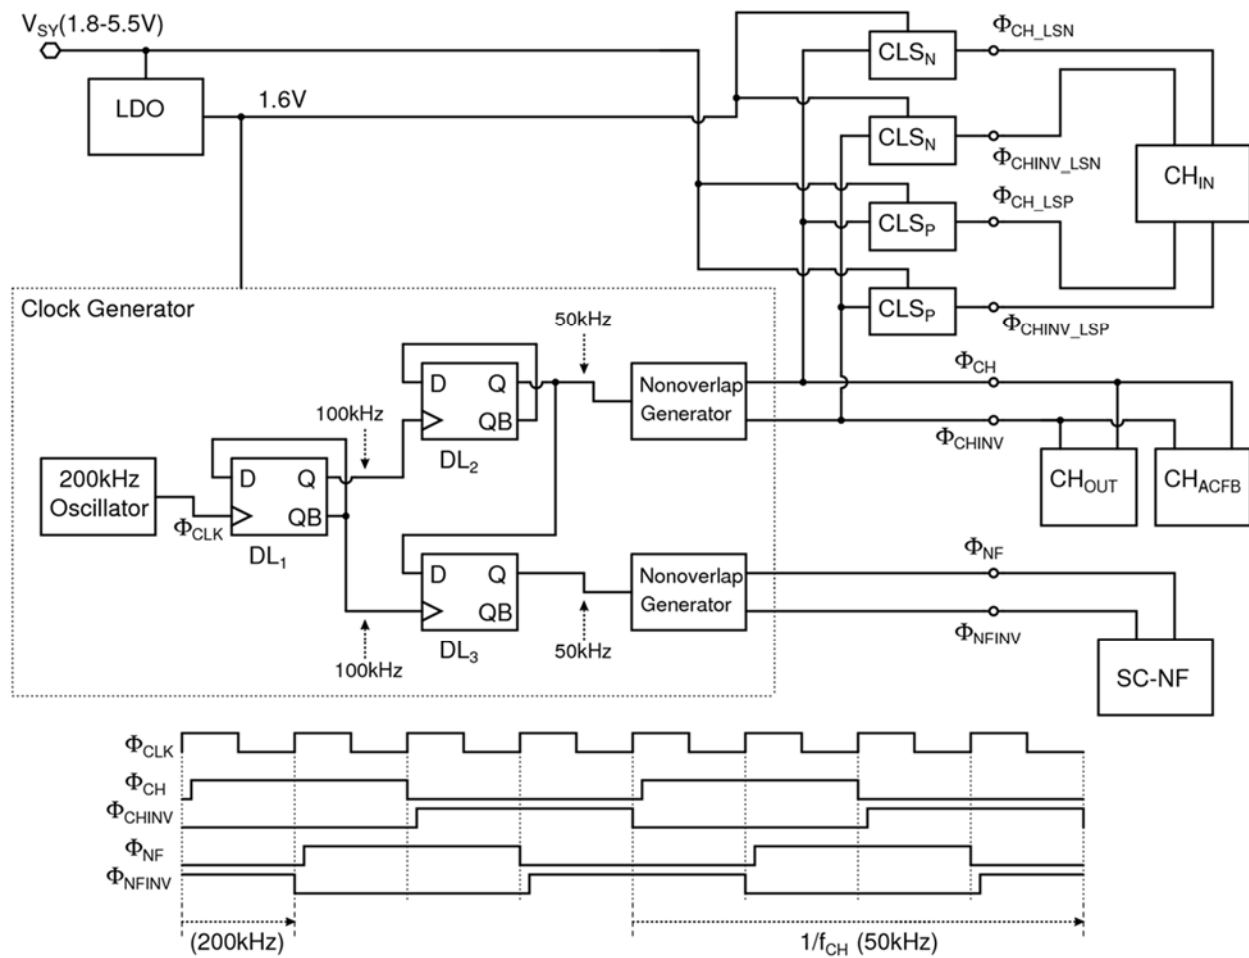 V_SY(1.8-5.5V)
LDO
1.6V
CLS_N
Φ_CH_LSN
CLS_N
Φ_CHINV_LSN
CH_IN
Φ_CH_LSP
CLS_P
CLS_P
Φ_CHINV_LSP
Clock Generator
50kHz
D Q
QB
DL_2
100kHz
Nonoverlap
Generator
Φ_CH
Φ_CHINV
CH_OUT
CH_ACFB
200kHz
Oscillator
Φ_CLK
D Q
QB
DL_1
D Q
QB
DL_3
100kHz
50kHz
Nonoverlap
Generator
Φ_NF
Φ_NFINV
SC-NF
Φ_CLK
Φ_CH
Φ_CHINV
Φ_NF
Φ_NFINV
(200kHz)
1/f_CH (50kHz)